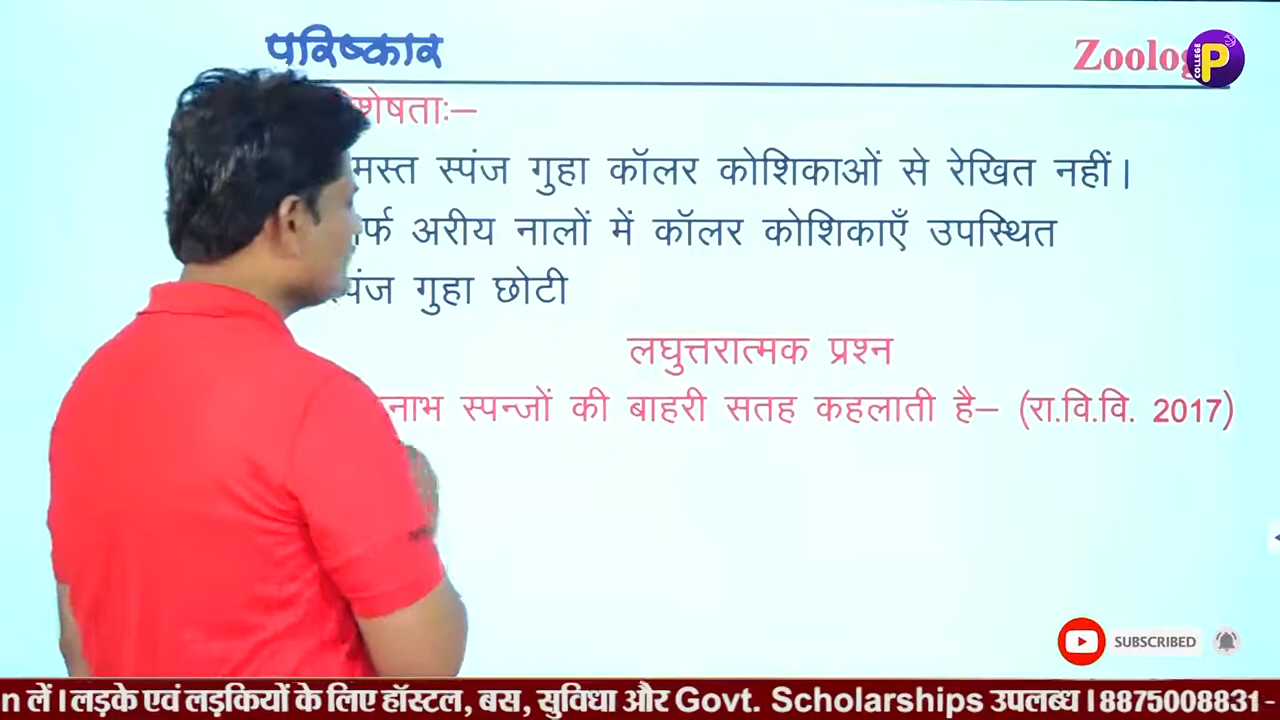 परिष्कार
Zoolog
COLLEGE P
मस्त स्पंज गुहा कॉलर कोशिकाओं से रेखित नहीं।
अरीय नालों में कॉलर कोशिकाएँ उपस्थित
गुहा छोटी
लघुत्तरात्मक प्रश्न
नाभ स्पन्जों की बाहरी सतह कहलाती है– (रा.वि.वि. 2017)
SUBSCRIBED
n लें। लड़के एवं लड़कियों के लिए हॉस्टल, बस, सुविधा और Govt. Scholarships उपलब्ध। 8875008831-